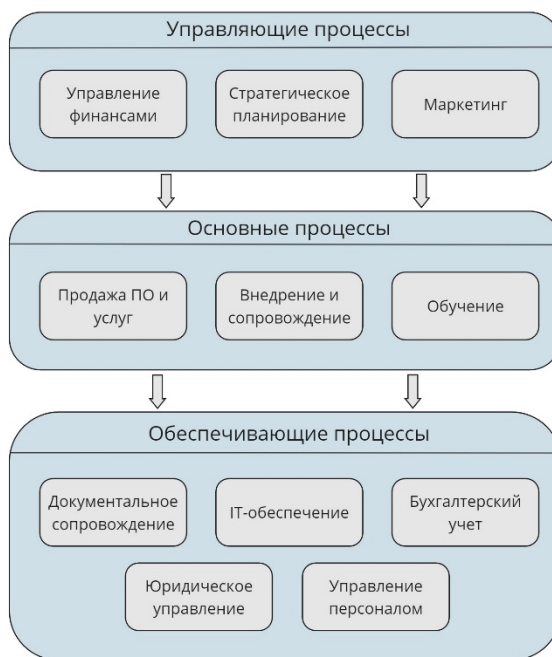 Управляющие процессы
Управление
финансами
Стратегическое
планирование
Маркетинг
Основные процессы
Продажа ПО и
услуг
Внедрение и
сопровождение
Обучение
Обеспечивающие процессы
Документальное
сопровождение
IT-обеспечение
Бухгалтерский
учет
Юридическое
управление
Управление
персоналом